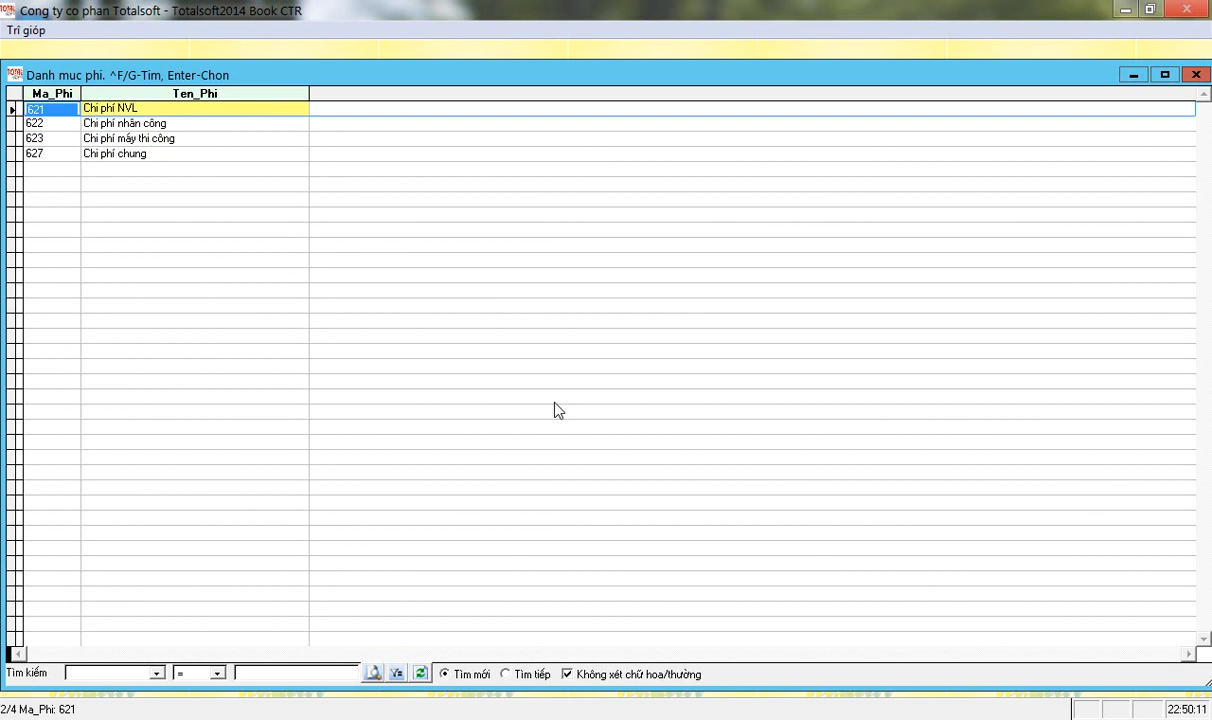 Cong ty co phan Totalsoft - Totalsoft2014 Book CTR
Trî gióp
Danh muc phi. ^F/G-Tim, Enter-Chon
Ma_Phi Ten_Phi
621 Chi phí NVL
622 Chi phí nhân công
623 Chi phí máy thi công
627 Chi phí chung
Tìm kiếm = Tìm mới Tìm tiếp Không xét chữ hoa/thường
2/4 Ma_Phi: 621 22:50:11